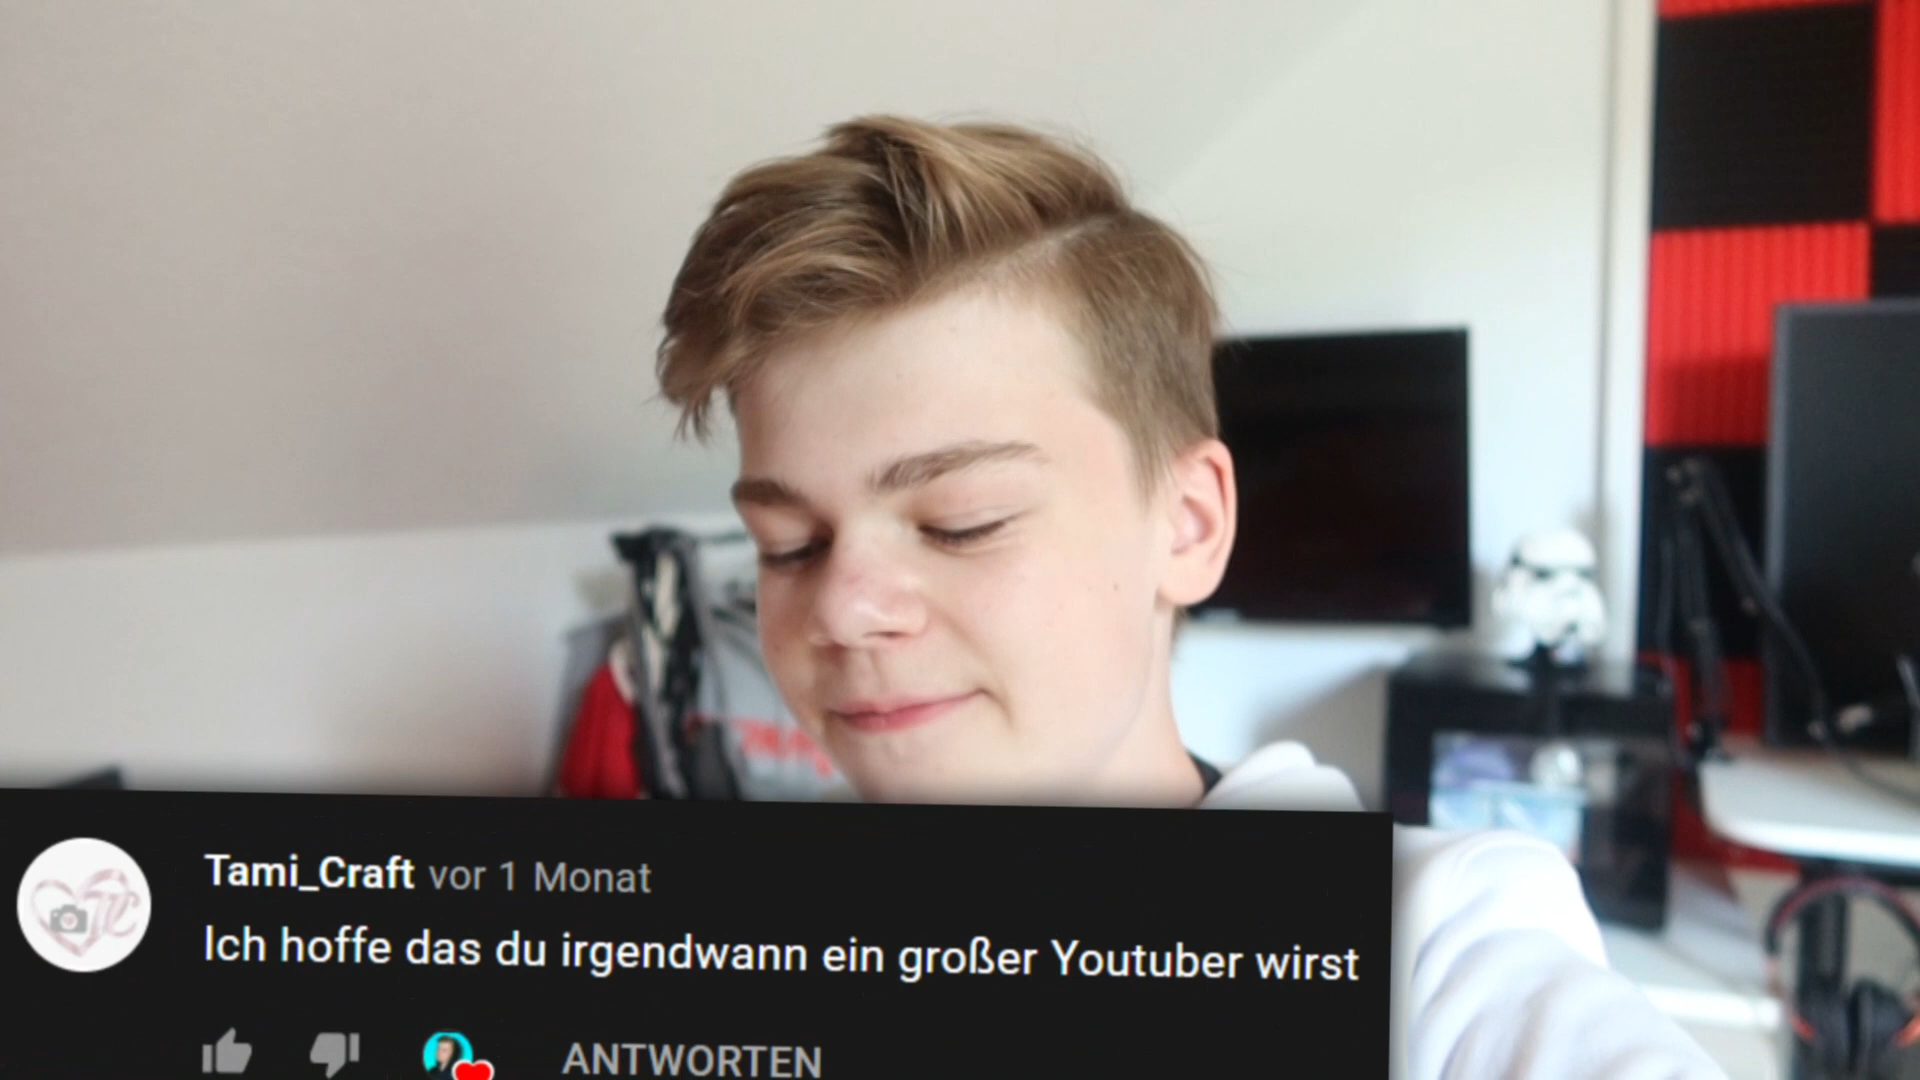 Tami_Craft vor 1 Monat
Ich hoffe das du irgendwann ein großer Youtuber wirst
ANTWORTEN